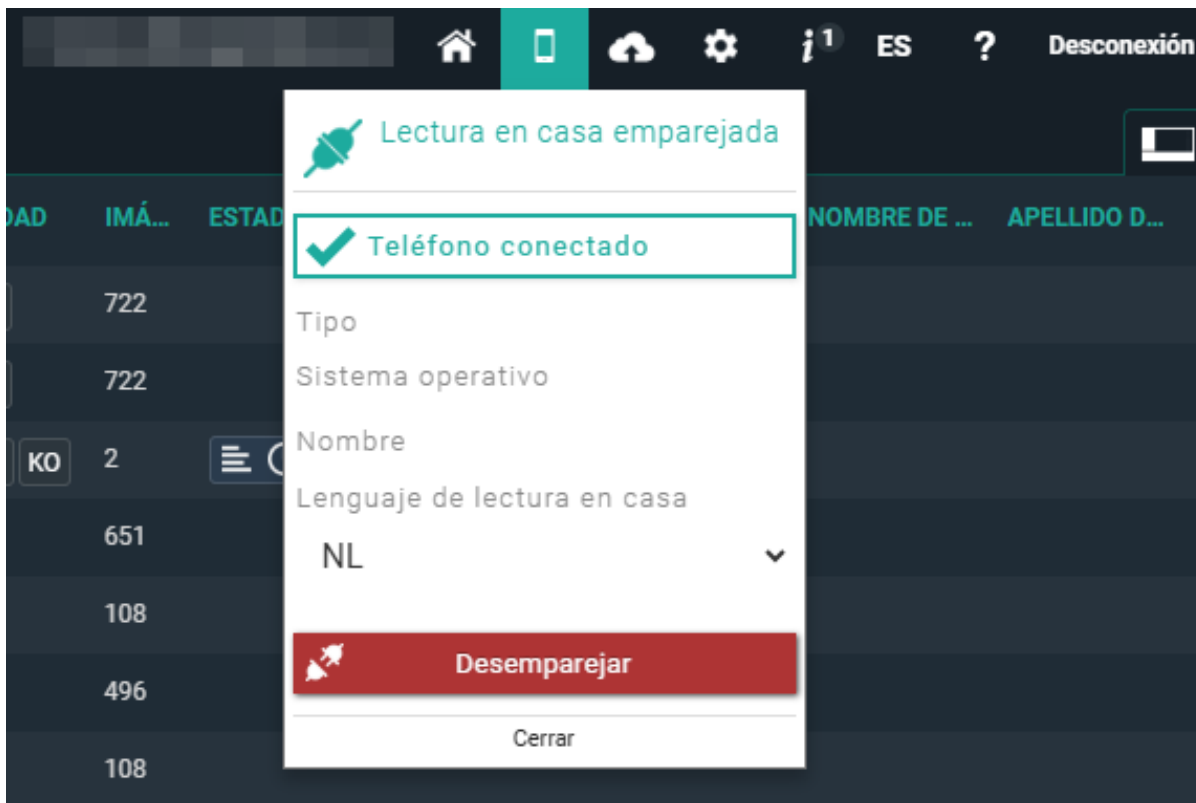 i 1 ES ? Desconexión
Lectura en casa emparejada
IMÁ... ESTAD NOMBRE DE ... APELLIDO D...
Teléfono conectado
722
Tipo
722
Sistema operativo
Nombre
KO 2
Lenguaje de lectura en casa
651
NL
108
Desemparejar
496
Cerrar
108